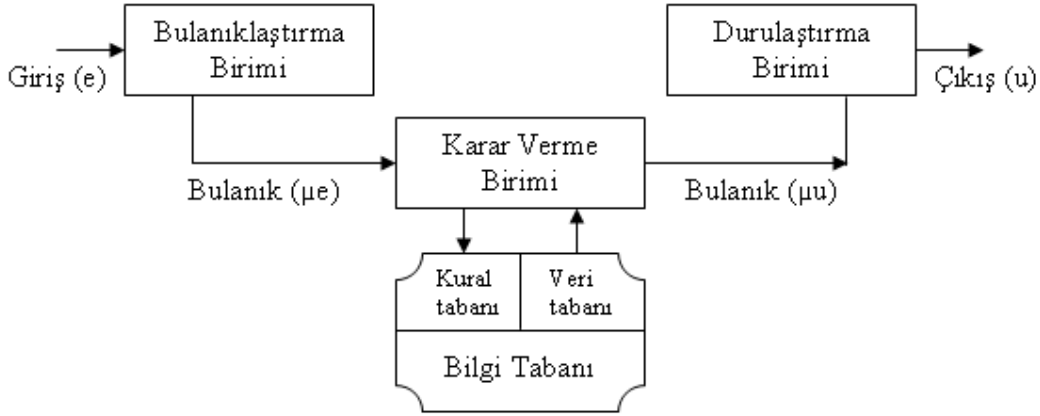 Bulanıklaştırma
Birimi
Durulaştırma
Birimi
Giriş (e)
Çıkış (u)
Karar Verme
Birimi
Bulanık (μe)
Bulanık (μu)
Kural
tabanı
Veri
tabanı
Bilgi Tabanı